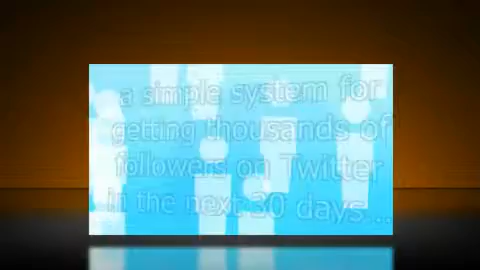 a simple system for
getting thousands of
followers on Twitter
in the next 30 days...